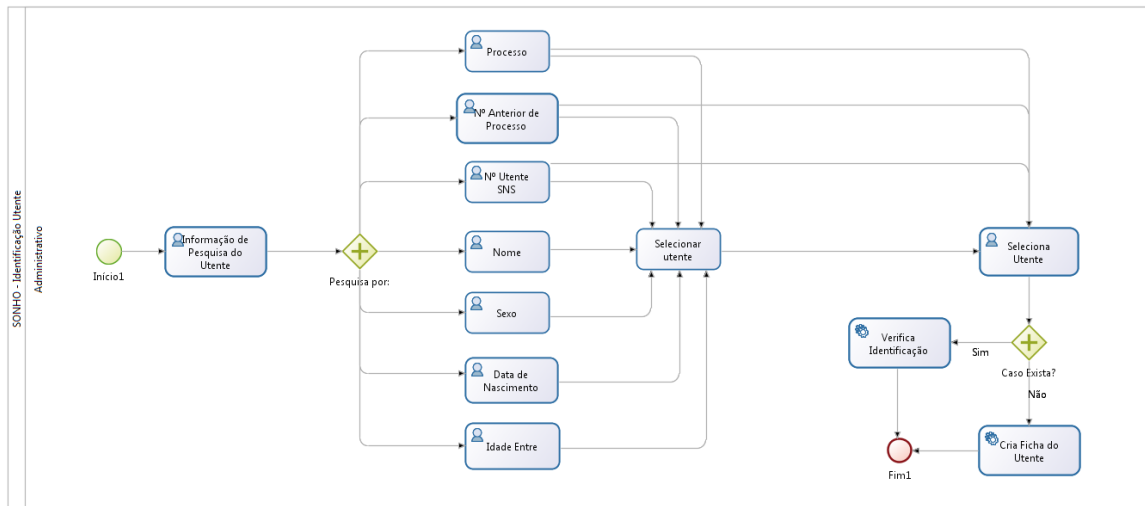 SONHO - Identificação Utente
Administrativo
Início1
Informação de
Pesquisa do
Utente
Pesquisa por:
Processo
Nº Anterior de
Processo
Nº Utente
SNS
Nome
Sexo
Data de
Nascimento
Idade Entre
Selecionar
utente
Seleciona
Utente
Caso Exista?
Sim
Não
Verifica
Identificação
Cria Ficha do
Utente
Fim1